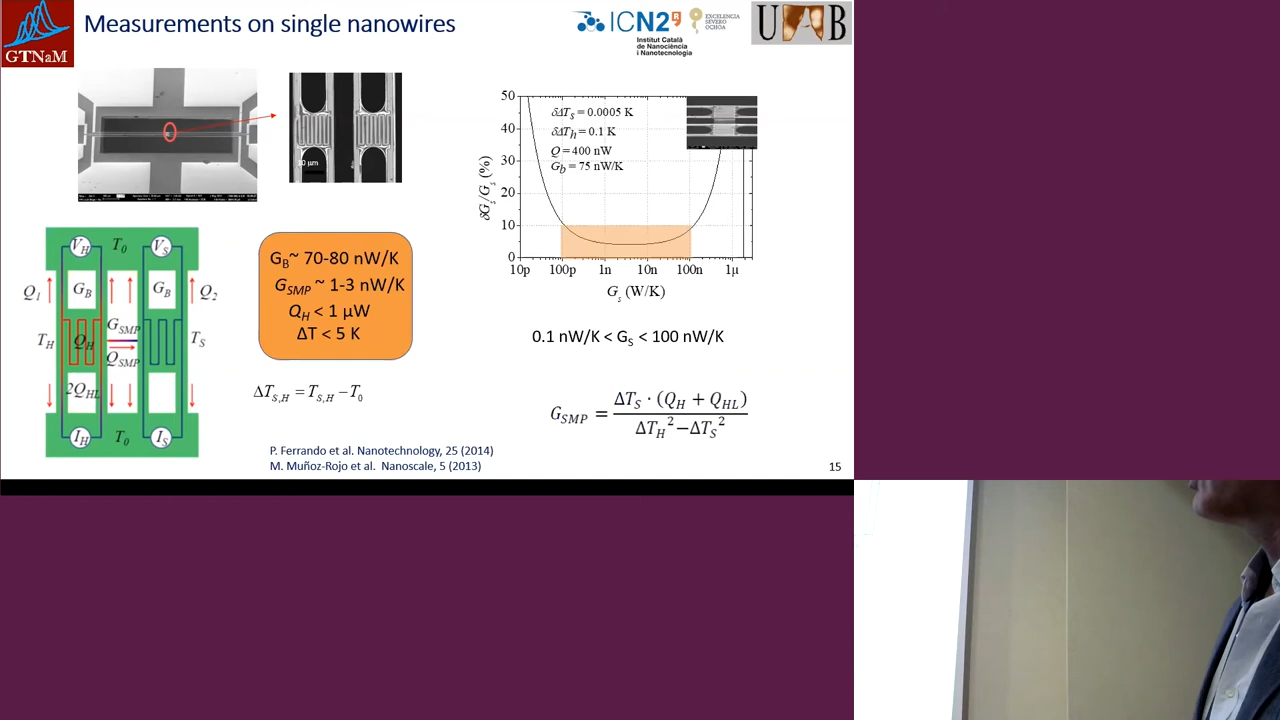 GTNaM
Measurements on single nanowires
ICN2
Institut Català
de Nanociència
i Nanotecnologia
EXCELENCIA
SEVERO
OCHOA
U B
10 µm
V_H T_0 V_S
Q_1 G_B G_B Q_2
G_SMP
T_H Q_H T_S
Q_SMP
2Q_HL
I_H T_0 I_S
G_B~ 70-80 nW/K
G_SMP ~ 1-3 nW/K
Q_H < 1 µW
ΔT < 5 K
ΔT_S,H = T_S,H − T_0
P. Ferrando et al. Nanotechnology, 25 (2014)
M. Muñoz-Rojo et al. Nanoscale, 5 (2013)
δG_s/G_s (%)
50
40
30
20
10
0
δΔT_s = 0.0005 K
δΔT_h = 0.1 K
Q = 400 nW
G_b = 75 nW/K
10p 100p 1n 10n 100n 1µ
G_s (W/K)
0.1 nW/K < G_S < 100 nW/K
G_SMP = ΔT_S · (Q_H + Q_HL) / ΔT_H² − ΔT_S²
15